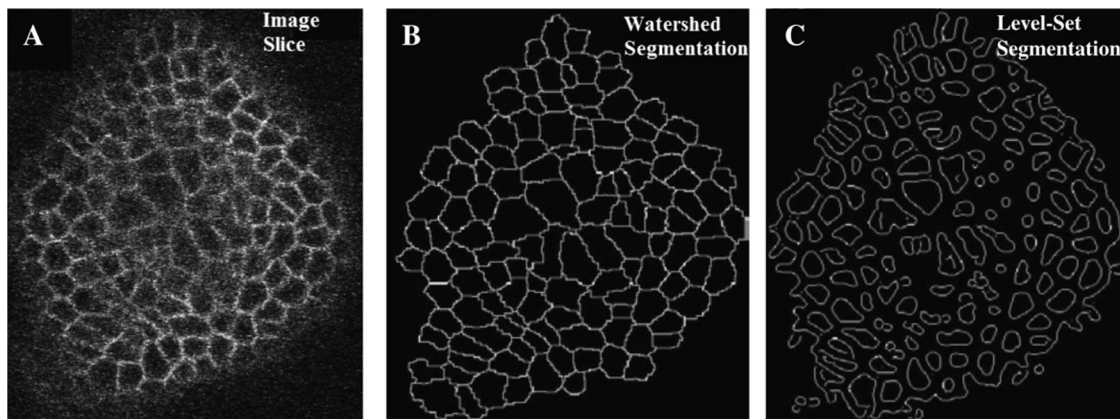 A
Image
Slice
B
Watershed
Segmentation
C
Level-Set
Segmentation